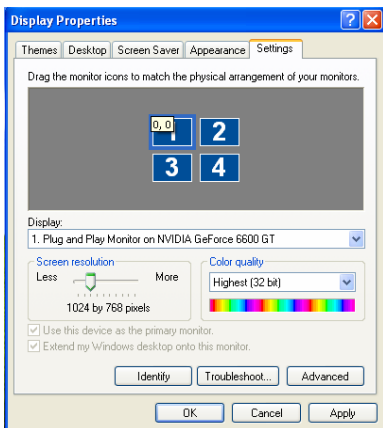 Display Properties
Themes Desktop Screen Saver Appearance Settings
Drag the monitor icons to match the physical arrangement of your monitors.
0, 0
1 2
3 4
Display:
1. Plug and Play Monitor on NVIDIA GeForce 6600 GT
Screen resolution
Less More
1024 by 768 pixels
Color quality
Highest (32 bit)
Use this device as the primary monitor.
Extend my Windows desktop onto this monitor.
Identify Troubleshoot... Advanced
OK Cancel Apply